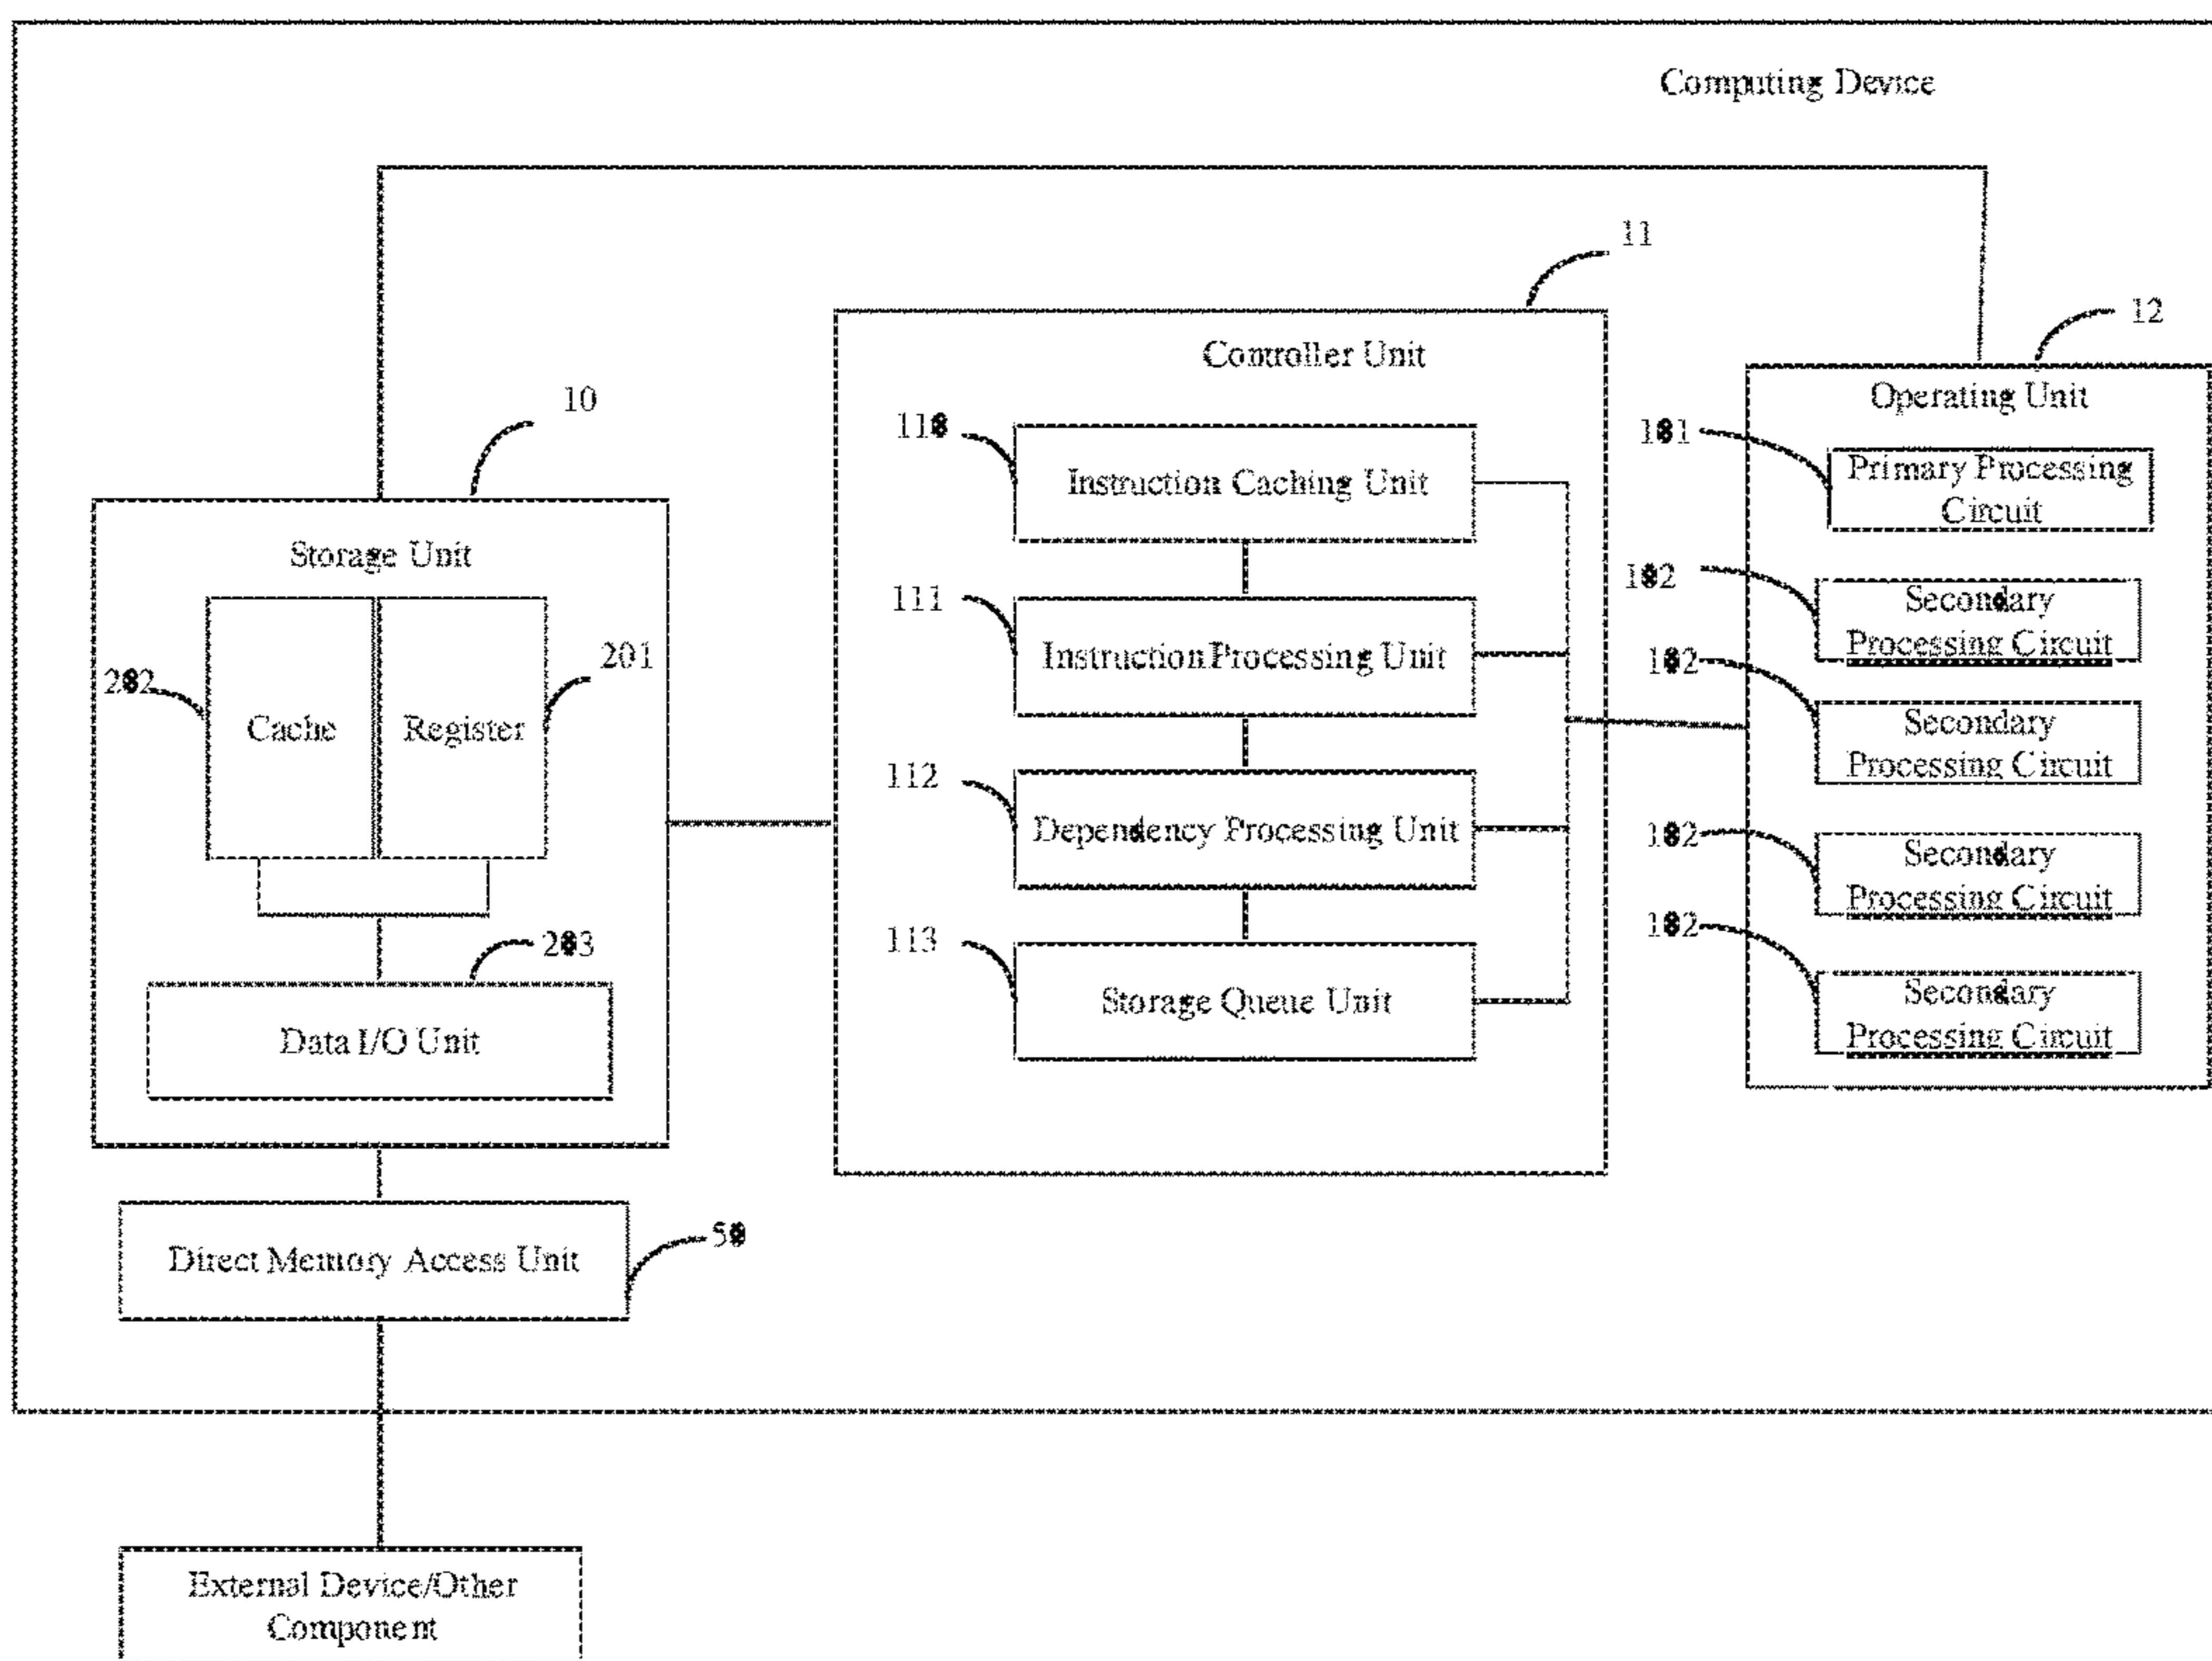 Computing Device
11
12
Controller Unit
Operating Unit
10
110
Instruction Caching Unit
101
Primary Processing
Circuit
Storage Unit
111
Instruction Processing Unit
102
Secondary
Processing Circuit
202
Cache
Register
201
102
Secondary
Processing Circuit
112
Dependency Processing Unit
102
Secondary
Processing Circuit
113
Storage Queue Unit
102
Secondary
Processing Circuit
203
Data I/O Unit
Direct Memory Access Unit
50
External Device/Other
Component